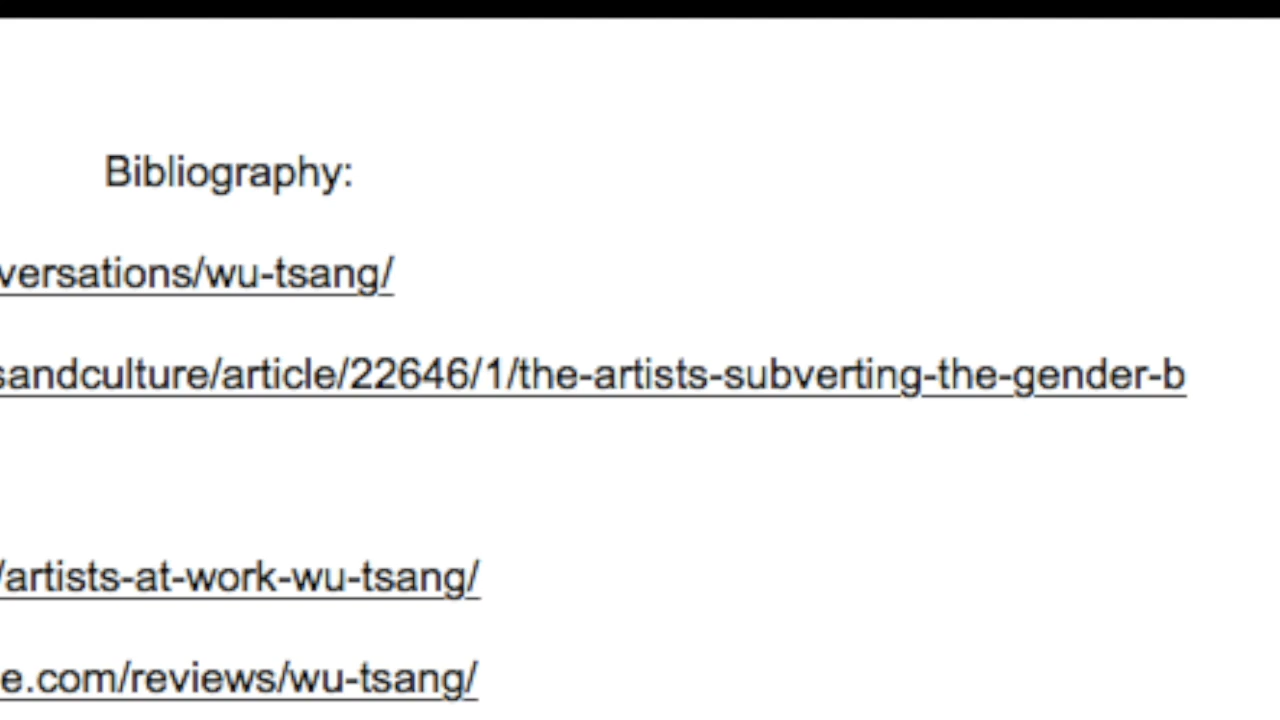 Bibliography:
versations/wu-tsang/
sandculture/article/22646/1/the-artists-subverting-the-gender-b
/artists-at-work-wu-tsang/
e.com/reviews/wu-tsang/